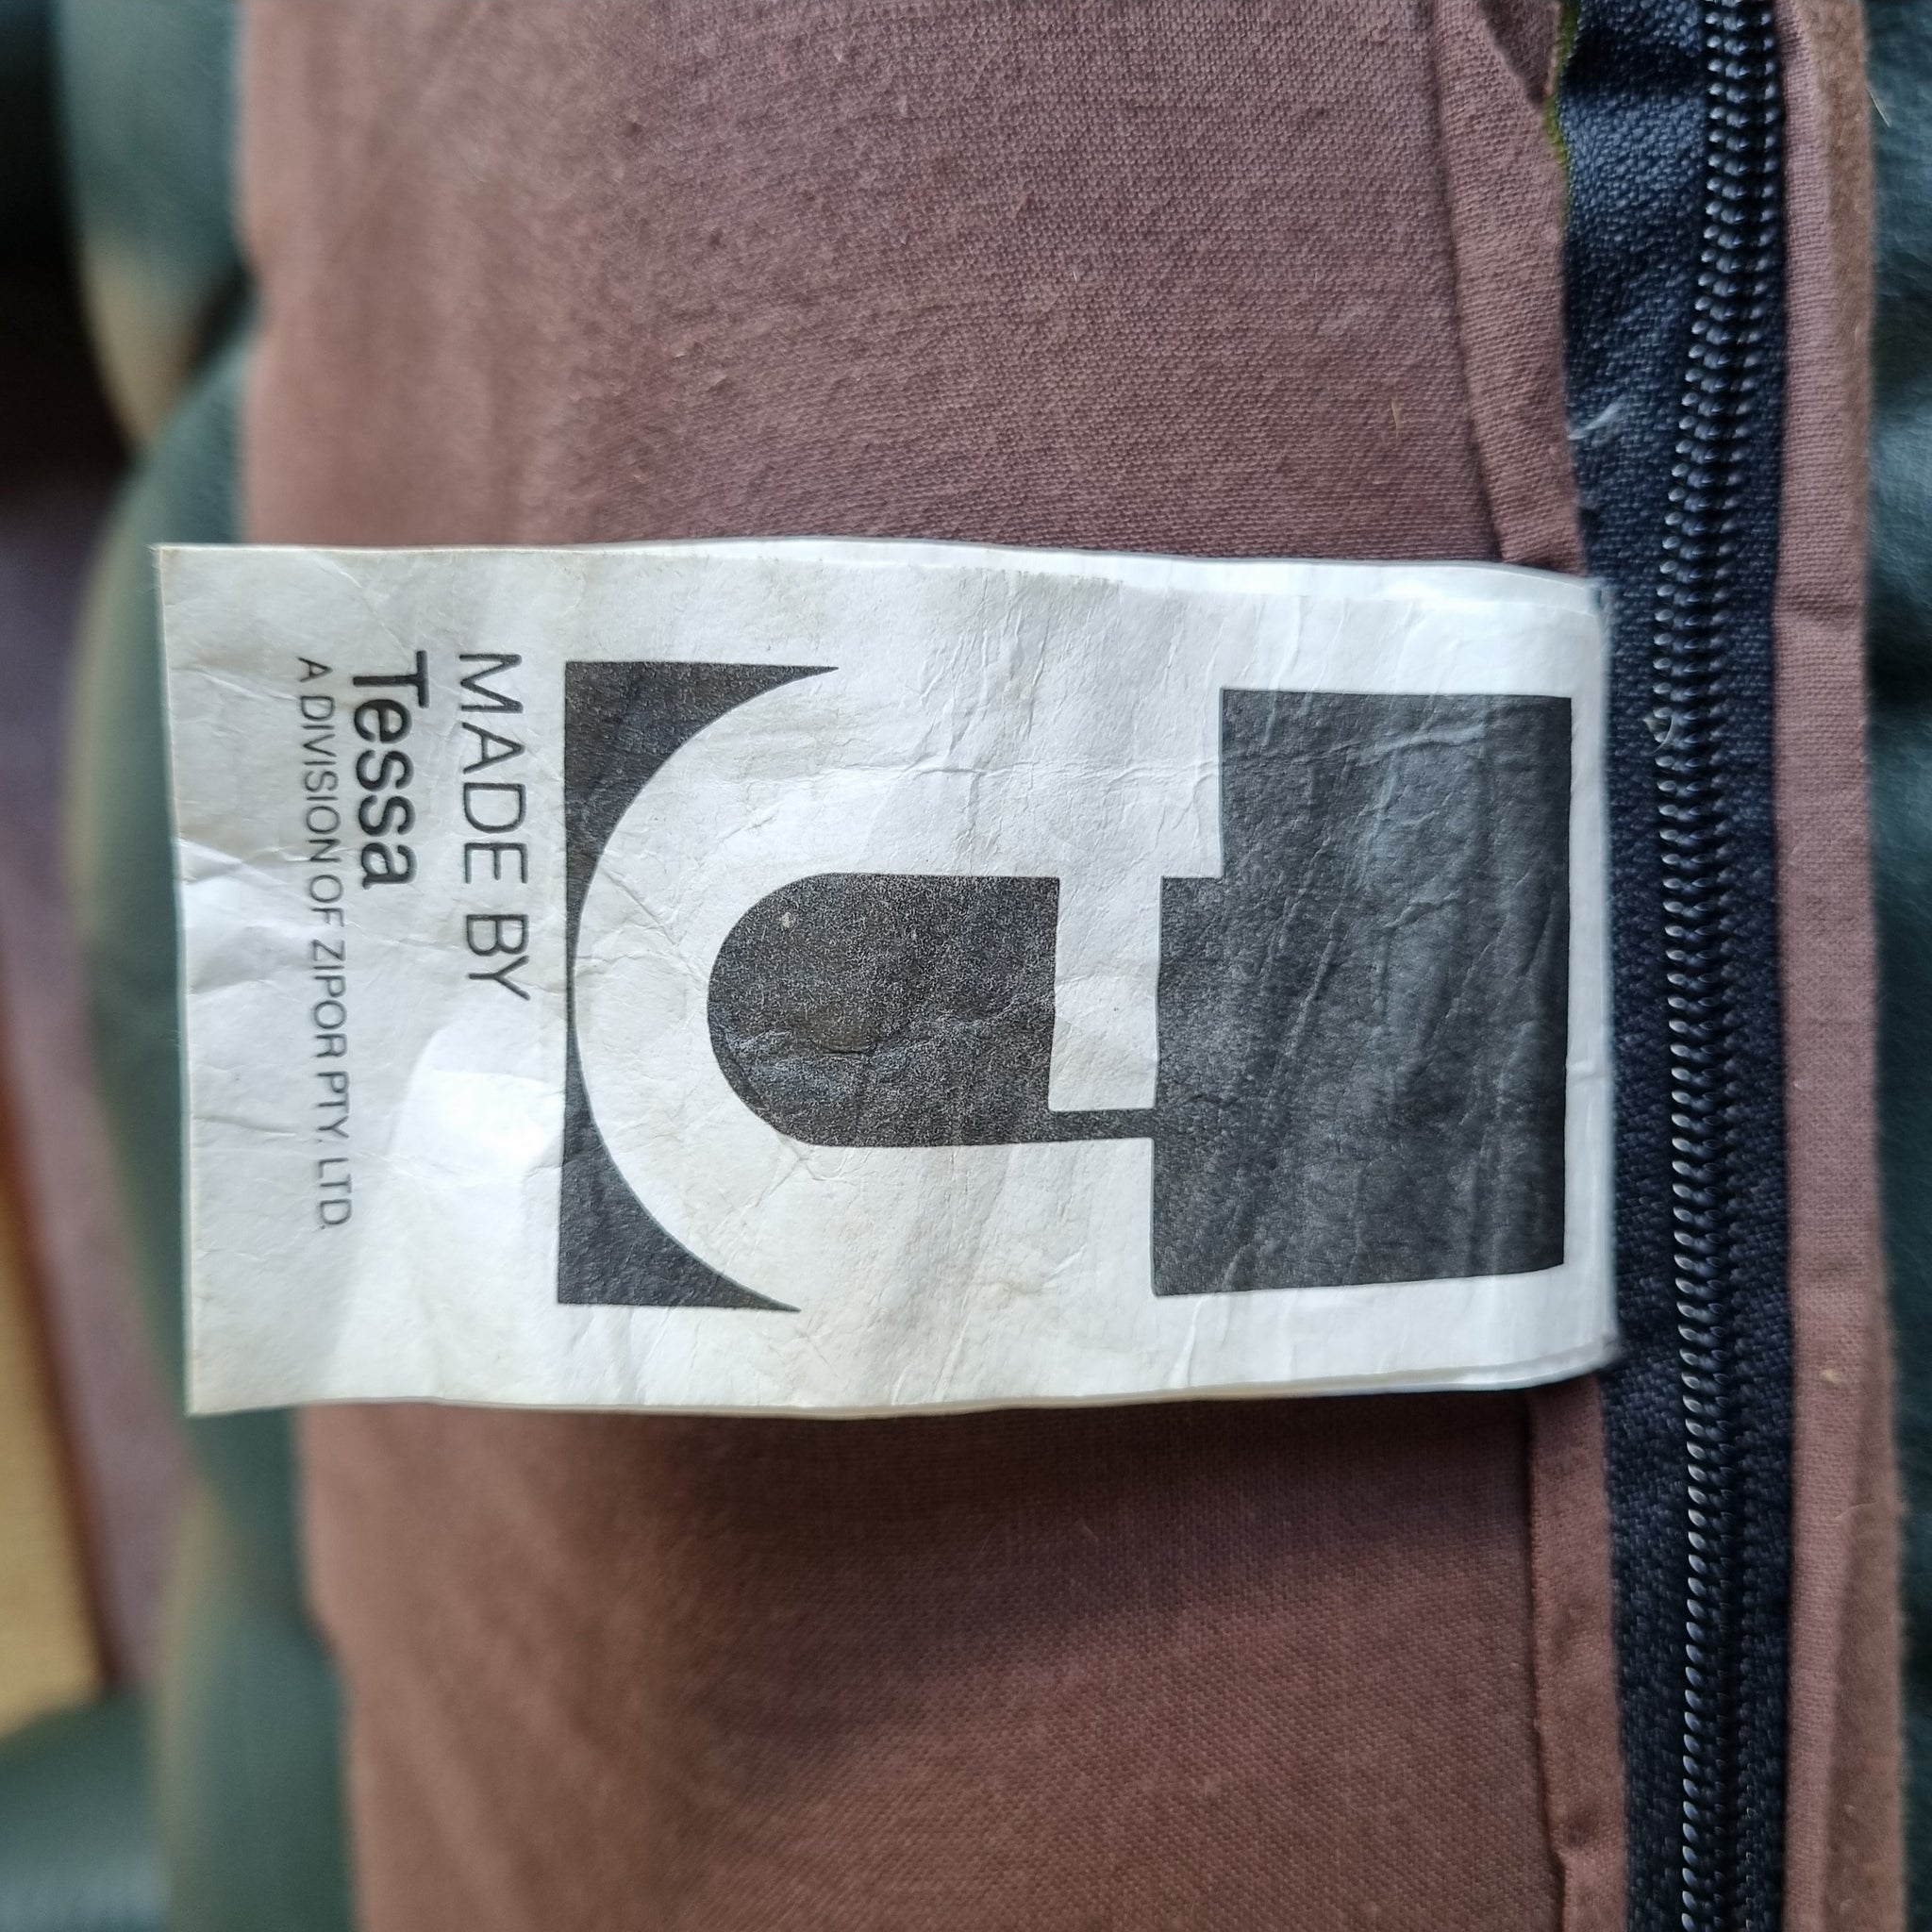 MADE BY
Tessa
A DIVISION OF ZIPOR PTY. LTD.